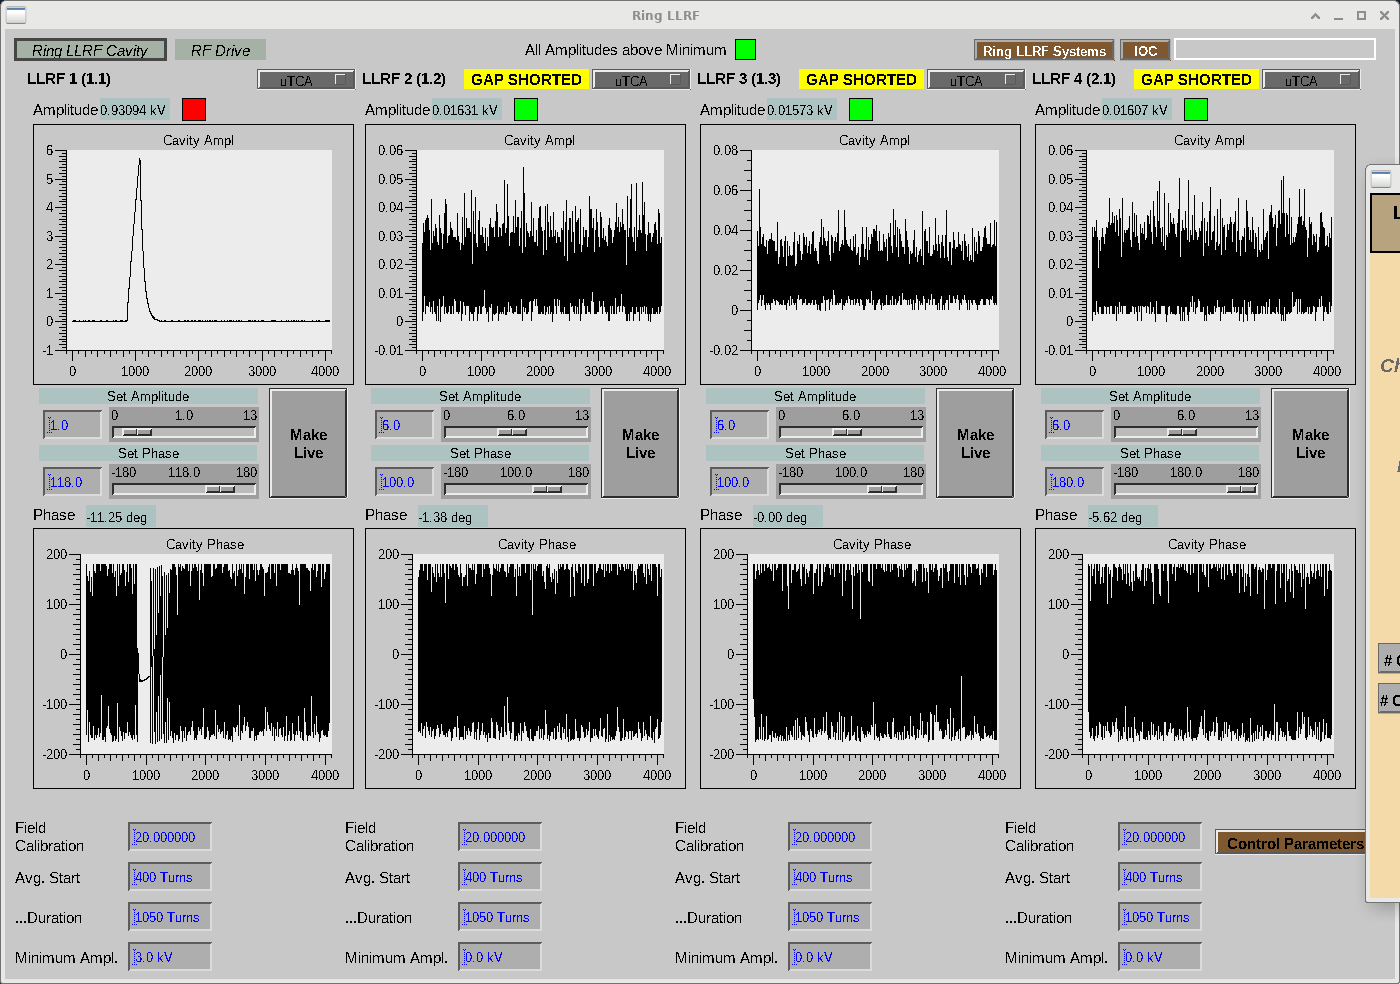 Ring LLRF
Ring LLRF Cavity
RF Drive
All Amplitudes above Minimum
Ring LLRF Systems
IOC
LLRF 1 (1.1)
uTCA
LLRF 2 (1.2)
GAP SHORTED
uTCA
LLRF 3 (1.3)
GAP SHORTED
uTCA
LLRF 4 (2.1)
GAP SHORTED
uTCA
Amplitude 0.93094 kV
Amplitude 0.01631 kV
Amplitude 0.01573 kV
Amplitude 0.01607 kV
Cavity Ampl
6
5
4
3
2
1
0
-1
0 1000 2000 3000 4000
Cavity Ampl
0.06
0.05
0.04
0.03
0.02
0.01
0
-0.01
0 1000 2000 3000 4000
Cavity Ampl
0.08
0.06
0.04
0.02
0
-0.02
0 1000 2000 3000 4000
Cavity Ampl
0.06
0.05
0.04
0.03
0.02
0.01
0
-0.01
0 1000 2000 3000 4000
Set Amplitude
1.0
0 1.0 13
Set Phase
118.0
-180 118.0 180
Make
Live
Set Amplitude
6.0
0 6.0 13
Set Phase
100.0
-180 100.0 180
Make
Live
Set Amplitude
6.0
0 6.0 13
Set Phase
100.0
-180 100.0 180
Make
Live
Set Amplitude
6.0
0 6.0 13
Set Phase
180.0
-180 180.0 180
Make
Live
Phase -11.25 deg
Phase -1.38 deg
Phase -0.00 deg
Phase -5.62 deg
Cavity Phase
200
100
0
-100
-200
0 1000 2000 3000 4000
Cavity Phase
200
100
0
-100
-200
0 1000 2000 3000 4000
Cavity Phase
200
100
0
-100
-200
0 1000 2000 3000 4000
Cavity Phase
200
100
0
-100
-200
0 1000 2000 3000 4000
Field
Calibration
20.000000
Avg. Start
400 Turns
...Duration
1050 Turns
Minimum Ampl.
3.0 kV
Field
Calibration
20.000000
Avg. Start
400 Turns
...Duration
1050 Turns
Minimum Ampl.
0.0 kV
Field
Calibration
20.000000
Avg. Start
400 Turns
...Duration
1050 Turns
Minimum Ampl.
0.0 kV
Field
Calibration
20.000000
Avg. Start
400 Turns
...Duration
1050 Turns
Minimum Ampl.
0.0 kV
Control Parameters